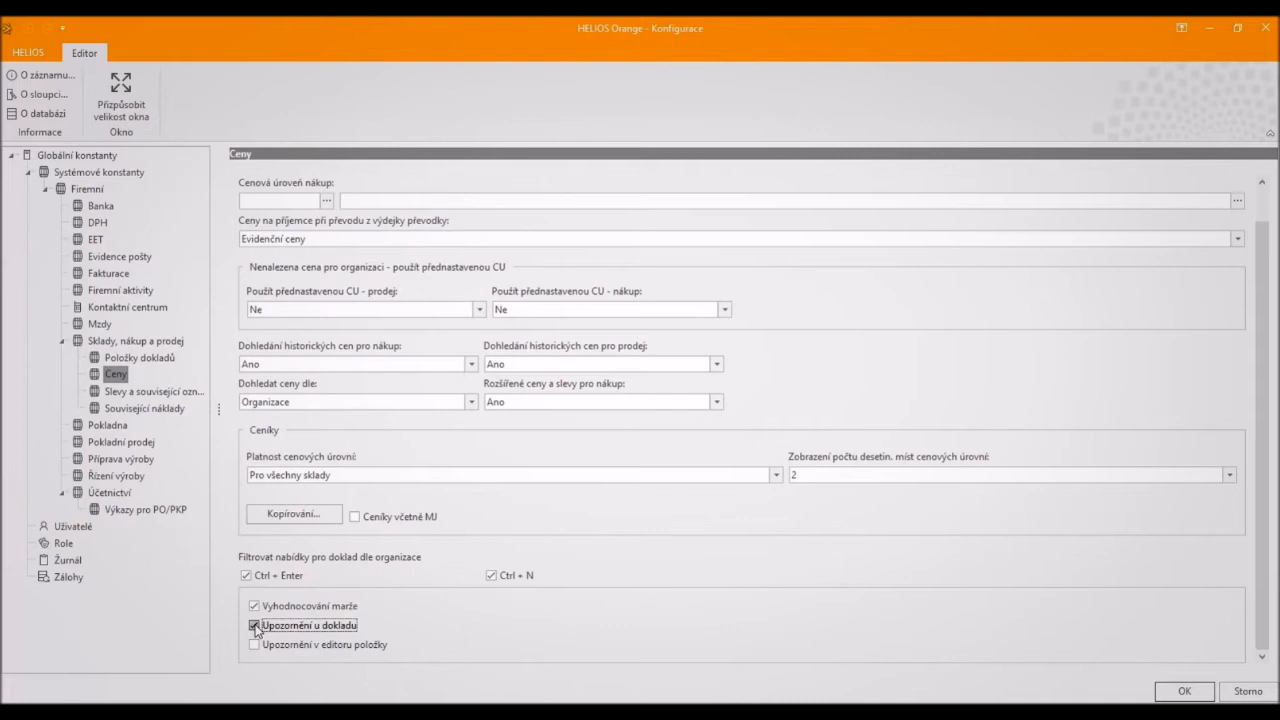 HELIOS Orange - Konfigurace
HELIOS
Editor
O záznamu...
O sloupci...
O databázi
Informace
Přizpůsobit
velikost okna
Okno
Globální konstanty
Systémové konstanty
Firemní
Banka
DPH
EET
Evidence pošty
Fakturace
Firemní aktivity
Kontaktní centrum
Mzdy
Sklady, nákup a prodej
Položky dokladů
Ceny
Slevy a související ozn...
Související náklady
Pokladna
Pokladní prodej
Příprava výroby
Řízení výroby
Účetnictví
Výkazy pro PO/PKP
Uživatelé
Role
Žurnál
Zálohy
Ceny
Cenová úroveň nákup:
Ceny na příjemce při převodu z výdejky převodky:
Evidenční ceny
Nenalezena cena pro organizaci - použít přednastavenou CU
Použít přednastavenou CU - prodej: Použít přednastavenou CU - nákup:
Ne Ne
Dohledání historických cen pro nákup: Dohledání historických cen pro prodej:
Ano Ano
Dohledat ceny dle: Rozšířené ceny a slevy pro nákup:
Organizace Ano
Ceníky
Platnost cenových úrovní: Zobrazení počtu desetin. míst cenových úrovní:
Pro všechny sklady 2
Kopírování... Ceníky včetně MJ
Filtrovat nabídky pro doklad dle organizace
Ctrl + Enter Ctrl + N
Vyhodnocování marže
Upozornění u dokladu
Upozornění v editoru položky
OK Storno